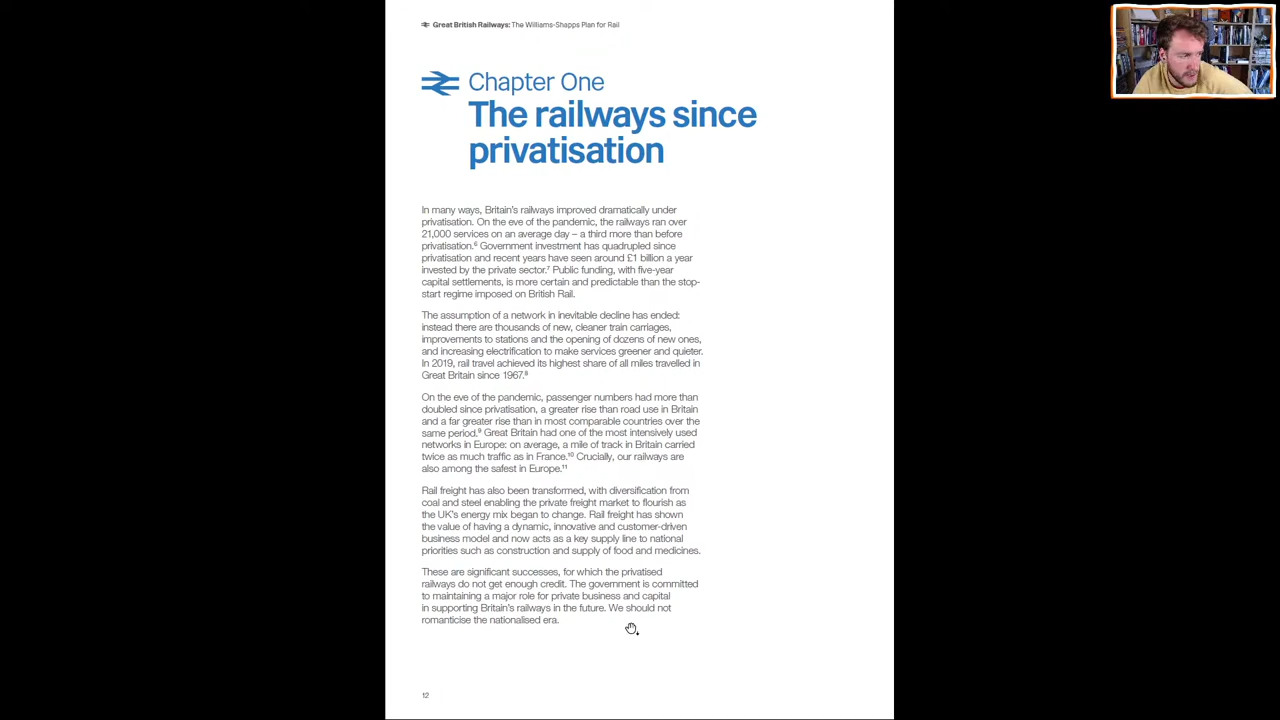 Great British Railways: The Williams-Shapps Plan for Rail
Chapter One
The railways since
privatisation
In many ways, Britain's railways improved dramatically under
privatisation. On the eve of the pandemic, the railways ran over
21,000 services on an average day – a third more than before
privatisation.⁶ Government investment has quadrupled since
privatisation and recent years have seen around £1 billion a year
invested by the private sector.⁷ Public funding, with five-year
capital settlements, is more certain and predictable than the stop-
start regime imposed on British Rail.
The assumption of a network in inevitable decline has ended:
instead there are thousands of new, cleaner train carriages,
improvements to stations and the opening of dozens of new ones,
and increasing electrification to make services greener and quieter.
In 2019, rail travel achieved its highest share of all miles travelled in
Great Britain since 1967.⁸
On the eve of the pandemic, passenger numbers had more than
doubled since privatisation, a greater rise than road use in Britain
and a far greater rise than in most comparable countries over the
same period.⁹ Great Britain had one of the most intensively used
networks in Europe: on average, a mile of track in Britain carried
twice as much traffic as in France.¹⁰ Crucially, our railways are
also among the safest in Europe.¹¹
Rail freight has also been transformed, with diversification from
coal and steel enabling the private freight market to flourish as
the UK's energy mix began to change. Rail freight has shown
the value of having a dynamic, innovative and customer-driven
business model and now acts as a key supply line to national
priorities such as construction and supply of food and medicines.
These are significant successes, for which the privatised
railways do not get enough credit. The government is committed
to maintaining a major role for private business and capital
in supporting Britain's railways in the future. We should not
romanticise the nationalised era.
12